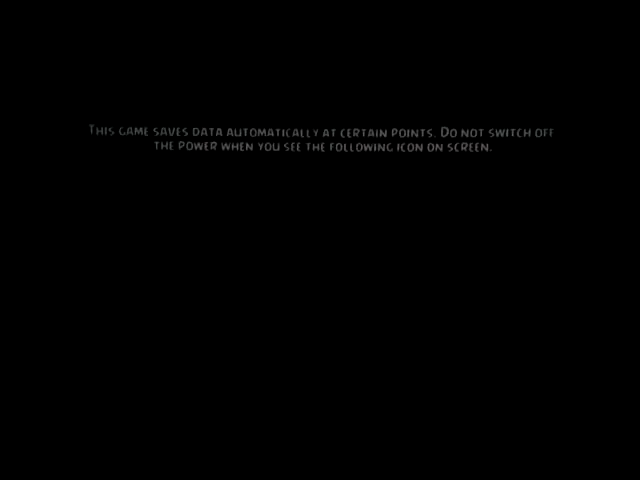 This game saves data automatically at certain points. Do not switch off
the power when you see the following icon on screen.